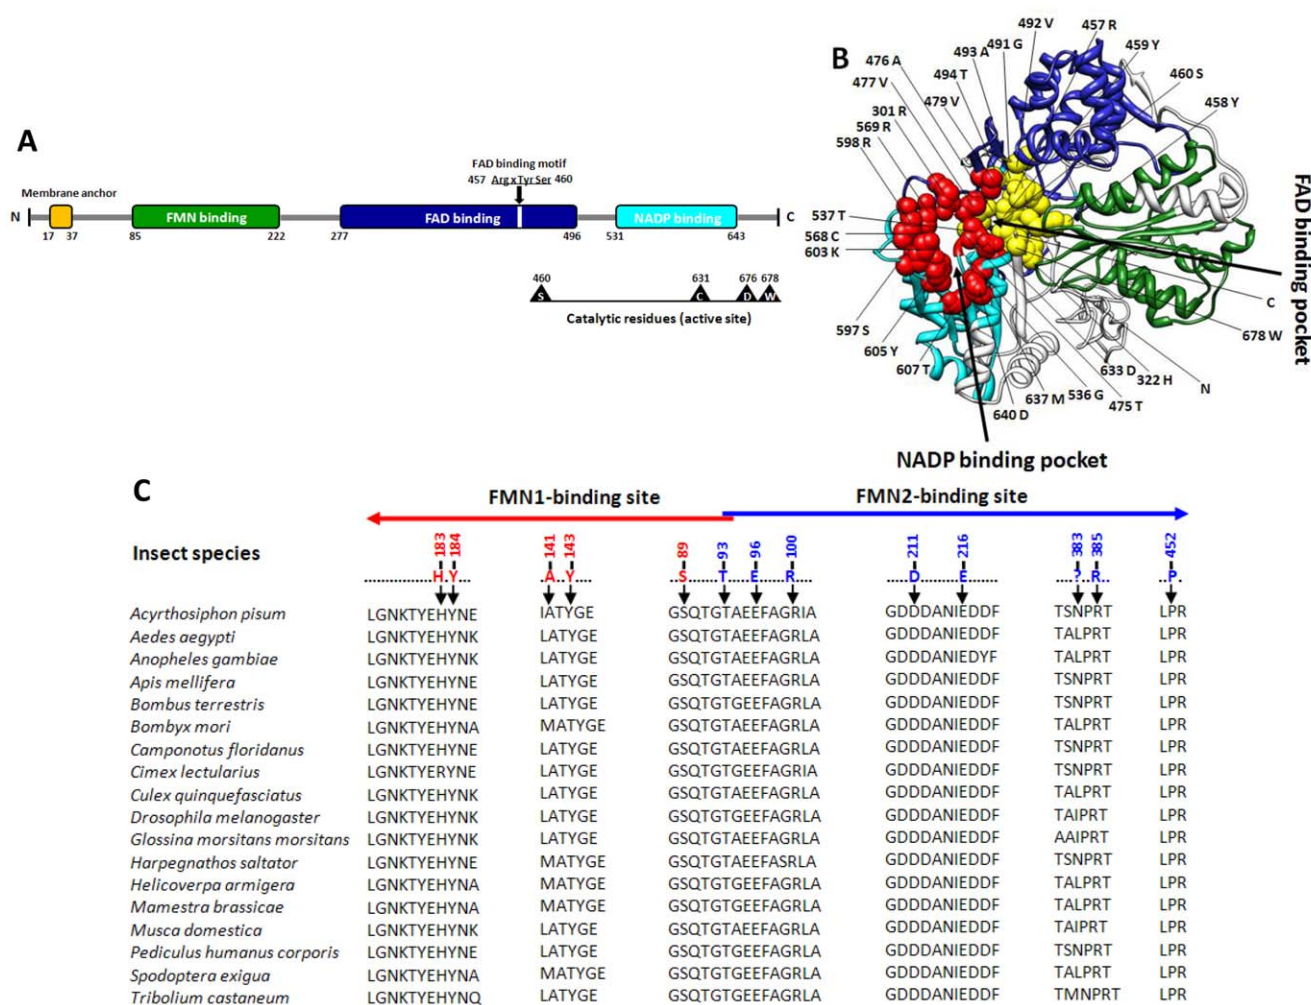 A
FAD binding motif
457 Arg x Tyr Ser 460
Membrane anchor
N FMN binding FAD binding NADP binding C
17 37 85 222 277 496 531 643
460 631 676 678
S C D W
Catalytic residues (active site)
B
492 V
457 R
491 G
493 A
459 Y
476 A
494 T
460 S
477 V
479 V
458 Y
301 R
569 R
598 R
537 T
568 C
603 K
C
597 S
678 W
605 Y
633 D
N
607 T
322 H
536 G
637 M
475 T
640 D
FAD binding pocket
NADP binding pocket
C
FMN1-binding site FMN2-binding site
Insect species
183 184 141 143 89 93 96 100 211 216 383 385 452
H Y A Y S T E R D E ? R P
Acyrthosiphon pisum LGNKTYEHYNE IATYGE GSQTGTAEEFAGRIA GDDDANIEDDF TSNPRT LPR
Aedes aegypti LGNKTYEHYNK LATYGE GSQTGTAEEFAGRLA GDDDANIEDDF TALPRT LPR
Anopheles gambiae LGNKTYEHYNK LATYGE GSQTGTAEEFAGRLA GDDDANIEDYF TALPRT LPR
Apis mellifera LGNKTYEHYNE LATYGE GSQTGTAEEFAGRLA GDDDANIEDDF TSNPRT LPR
Bombus terrestris LGNKTYEHYNE LATYGE GSQTGTGEEFAGRLA GDDDANIEDDF TSNPRT LPR
Bombyx mori LGNKTYEHYNA MATYGE GSQTGTGEEFAGRLA GDDDANIEDDF TALPRT LPR
Camponotus floridanus LGNKTYEHYNE LATYGE GSQTGTAEEFAGRLA GDDDANIEDDF TSNPRT LPR
Cimex lectularius LGNKTYERYNE LATYGE GSQTGTGEEFAGRIA GDDDANIEDDF TSNPRT LPR
Culex quinquefasciatus LGNKTYEHYNK LATYGE GSQTGTAEEFAGRLA GDDDANIEDDF TALPRT LPR
Drosophila melanogaster LGNKTYEHYNK LATYGE GSQTGTAEEFAGRLA GDDDANIEDDF TAIPRT LPR
Glossina morsitans morsitans LGNKTYEHYNK LATYGE GSQTGTAEEFAGRLA GDDDANIEDDF AAIPRT LPR
Harpegnathos saltator LGNKTYEHYNE MATYGE GSQTGTAEEFASRLA GDDDANIEDDF TSNPRT LPR
Helicoverpa armigera LGNKTYEHYNA MATYGE GSQTGTGEEFAGRLA GDDDANIEDDF TALPRT LPR
Mamestra brassicae LGNKTYEHYNA MATYGE GSQTGTGEEFAGRLA GDDDANIEDDF TALPRT LPR
Musca domestica LGNKTYEHYNK LATYGE GSQTGTAEEFAGRLA GDDDANIEDDF TAIPRT LPR
Pediculus humanus corporis LGNKTYEHYNE LATYGE GSQTGTGEEFAGRLA GDDDANIEDDF TSNPRT LPR
Spodoptera exigua LGNKTYEHYNA MATYGE GSQTGTGEEFAGRLA GDDDANIEDDF TALPRT LPR
Tribolium castaneum LGNKTYEHYNQ LATYGE GSQTGTGEEFAGRLA GDDDANIEDDF TMNPRT LPR